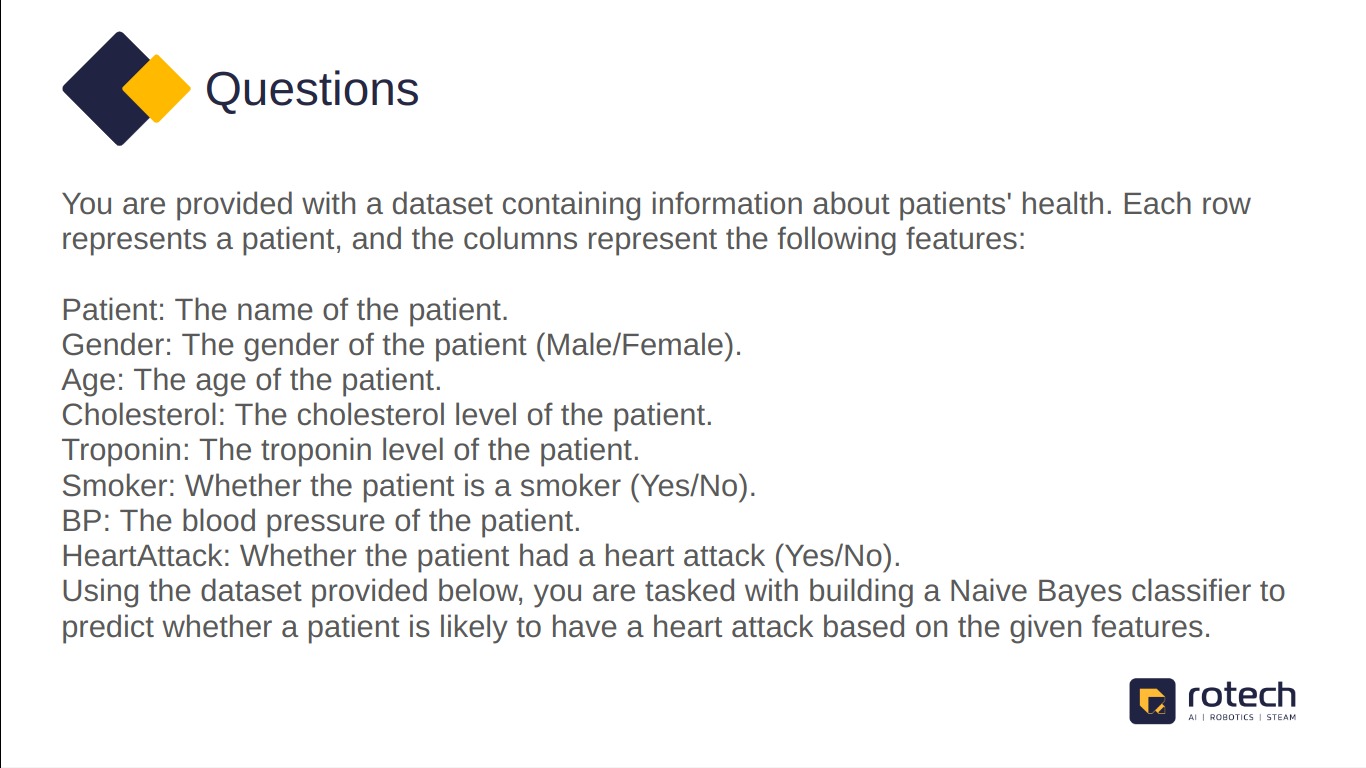 Questions
You are provided with a dataset containing information about patients' health. Each row
represents a patient, and the columns represent the following features:
Patient: The name of the patient.
Gender: The gender of the patient (Male/Female).
Age: The age of the patient.
Cholesterol: The cholesterol level of the patient.
Troponin: The troponin level of the patient.
Smoker: Whether the patient is a smoker (Yes/No).
BP: The blood pressure of the patient.
HeartAttack: Whether the patient had a heart attack (Yes/No).
Using the dataset provided below, you are tasked with building a Naive Bayes classifier to
predict whether a patient is likely to have a heart attack based on the given features.
rotech
AI | ROBOTICS | STEAM